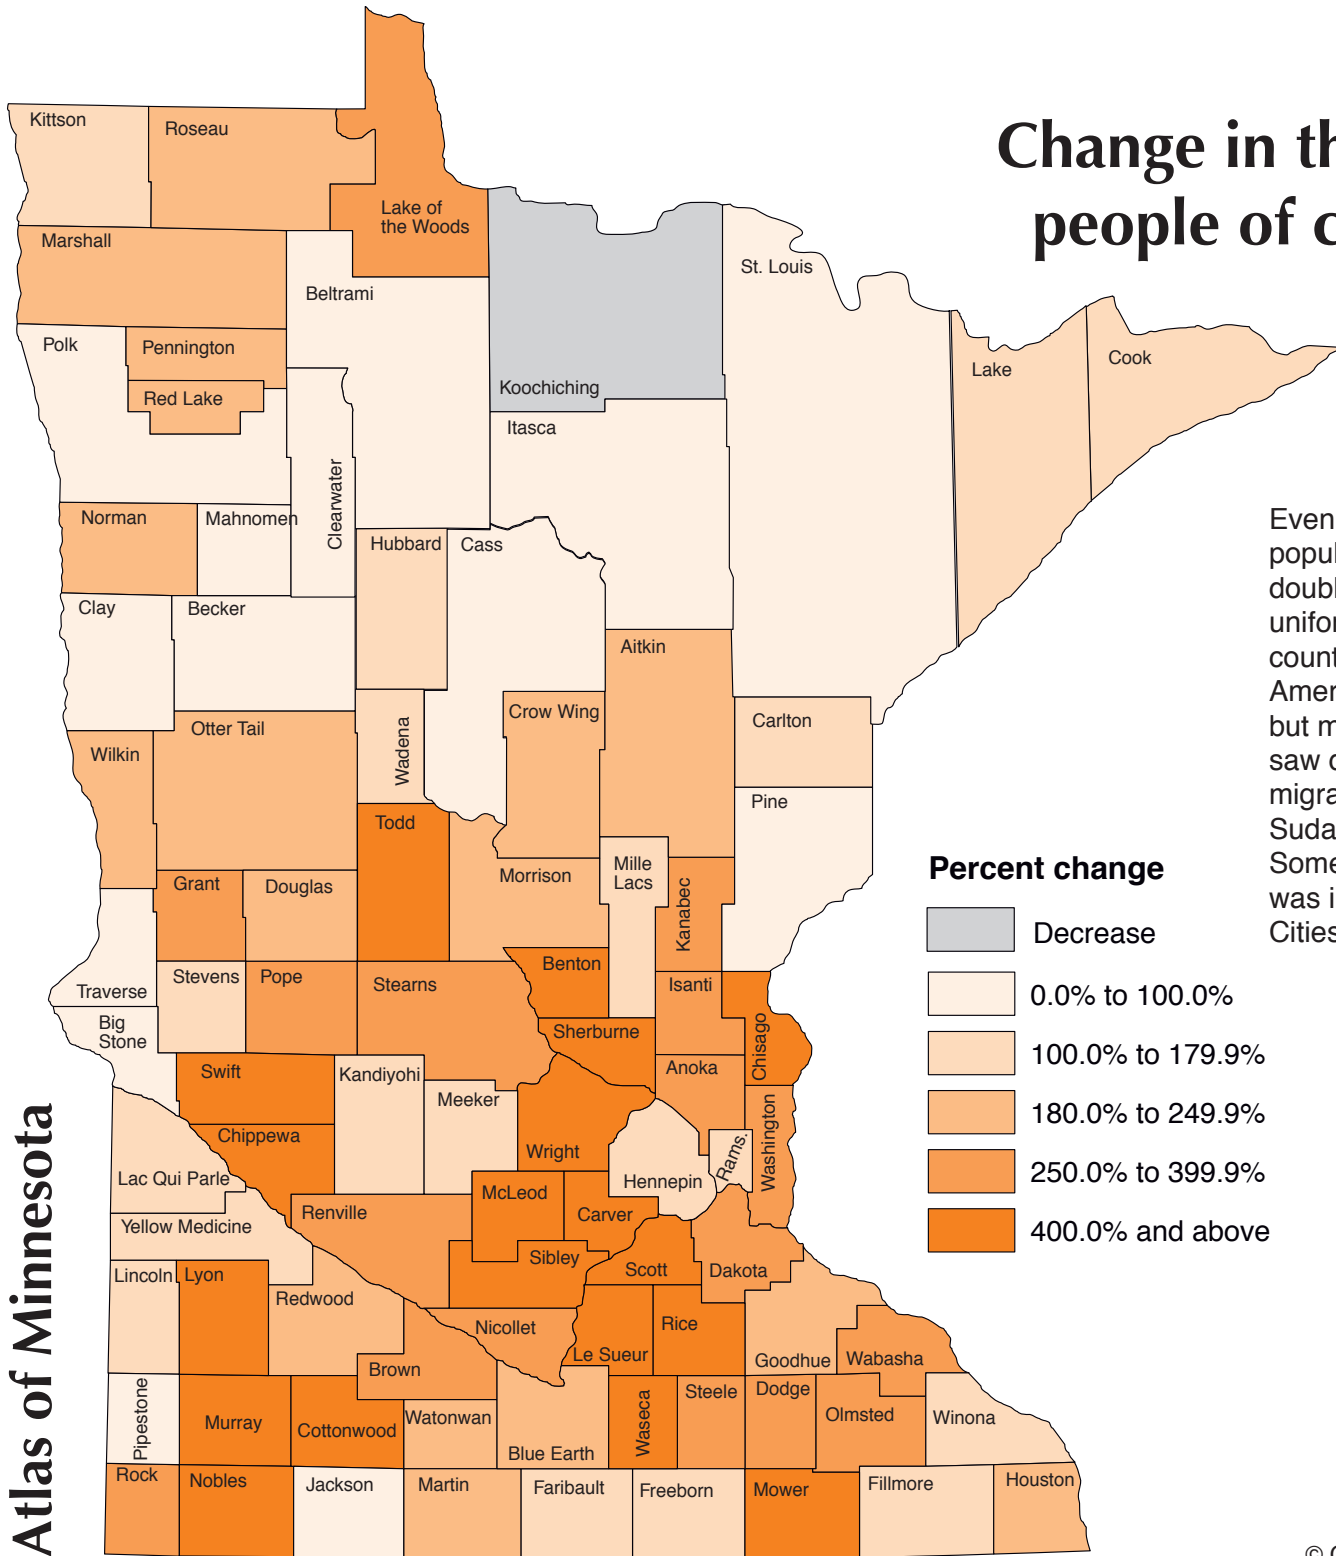 Change in th
people of c
Kittson
Roseau
Lake of
the Woods
Marshall
Beltrami
St. Louis
Polk
Pennington
Koochiching
Lake
Cook
Red Lake
Itasca
Clearwater
Norman
Mahnomen
Hubbard
Cass
Clay
Becker
Aitkin
Otter Tail
Wadena
Crow Wing
Carlton
Wilkin
Pine
Todd
Grant
Douglas
Morrison
Mille
Lacs
Kanabec
Traverse
Stevens
Pope
Stearns
Benton
Isanti
Big
Stone
Sherburne
Chisago
Swift
Kandiyohi
Anoka
Meeker
Chippewa
Wright
Washington
Lac Qui Parle
Hennepin
Rams.
McLeod
Yellow Medicine
Renville
Carver
Sibley
Scott
Dakota
Lincoln
Lyon
Redwood
Nicollet
Rice
Le Sueur
Goodhue
Wabasha
Brown
Pipestone
Murray
Cottonwood
Watonwan
Blue Earth
Waseca
Steele
Dodge
Olmsted
Winona
Rock
Nobles
Jackson
Martin
Faribault
Freeborn
Mower
Fillmore
Houston
Even
popul
doubl
unifor
count
Amer
but m
saw c
migra
Suda
Some
was i
Cities
Percent change
Decrease
0.0% to 100.0%
100.0% to 179.9%
180.0% to 249.9%
250.0% to 399.9%
400.0% and above
Atlas of Minnesota
©